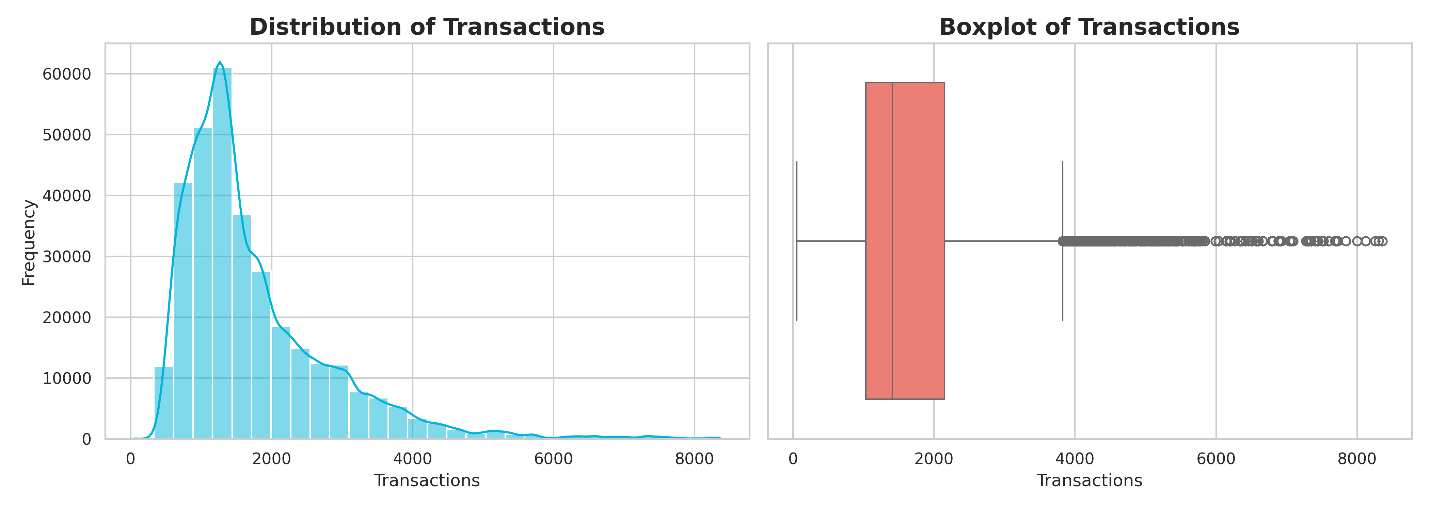 Distribution of Transactions
Frequency
60000
50000
40000
30000
20000
10000
0
0 2000 4000 6000 8000
Transactions
Boxplot of Transactions
0 2000 4000 6000 8000
Transactions